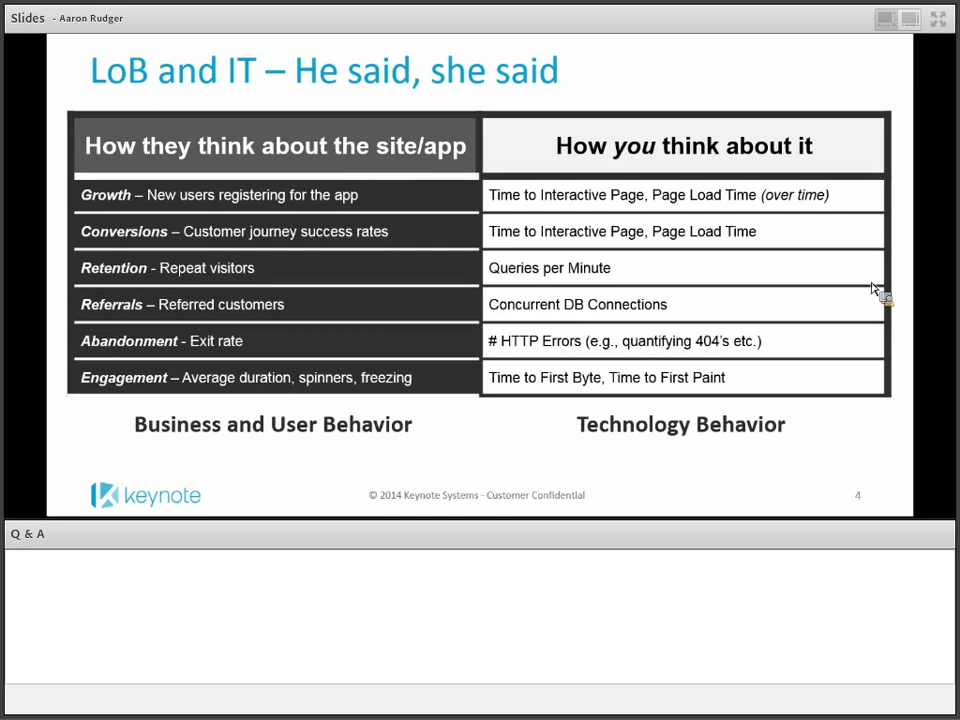 Slides - Aaron Rudger
LoB and IT – He said, she said
How they think about the site/app
How you think about it
Growth – New users registering for the app
Time to Interactive Page, Page Load Time (over time)
Conversions – Customer journey success rates
Time to Interactive Page, Page Load Time
Retention - Repeat visitors
Queries per Minute
Referrals – Referred customers
Concurrent DB Connections
Abandonment - Exit rate
# HTTP Errors (e.g., quantifying 404's etc.)
Engagement – Average duration, spinners, freezing
Time to First Byte, Time to First Paint
Business and User Behavior
Technology Behavior
keynote
© 2014 Keynote Systems - Customer Confidential
4
Q & A